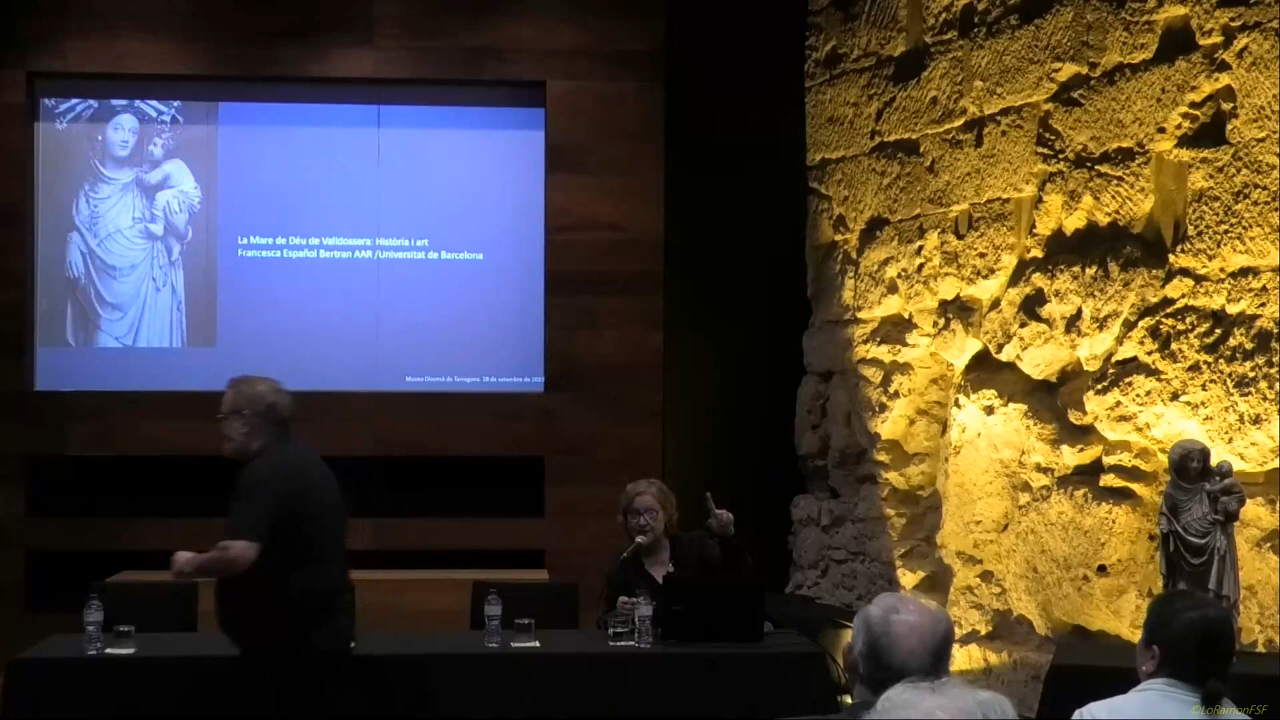 La Mare de Déu de Valldossera: Història i art
Francesca Español Bertran AAR /Universitat de Barcelona
Museu Diocesà de Tarragona. 28 de setembre de 2023
©LoRamonFSF